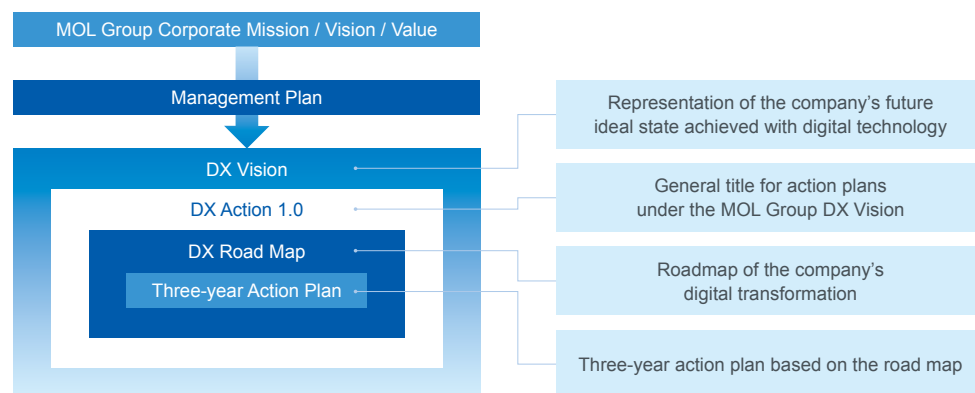 MOL Group Corporate Mission / Vision / Value
Management Plan
DX Vision
DX Action 1.0
DX Road Map
Three-year Action Plan
Representation of the company’s future
ideal state achieved with digital technology
General title for action plans
under the MOL Group DX Vision
Roadmap of the company’s
digital transformation
Three-year action plan based on the road map